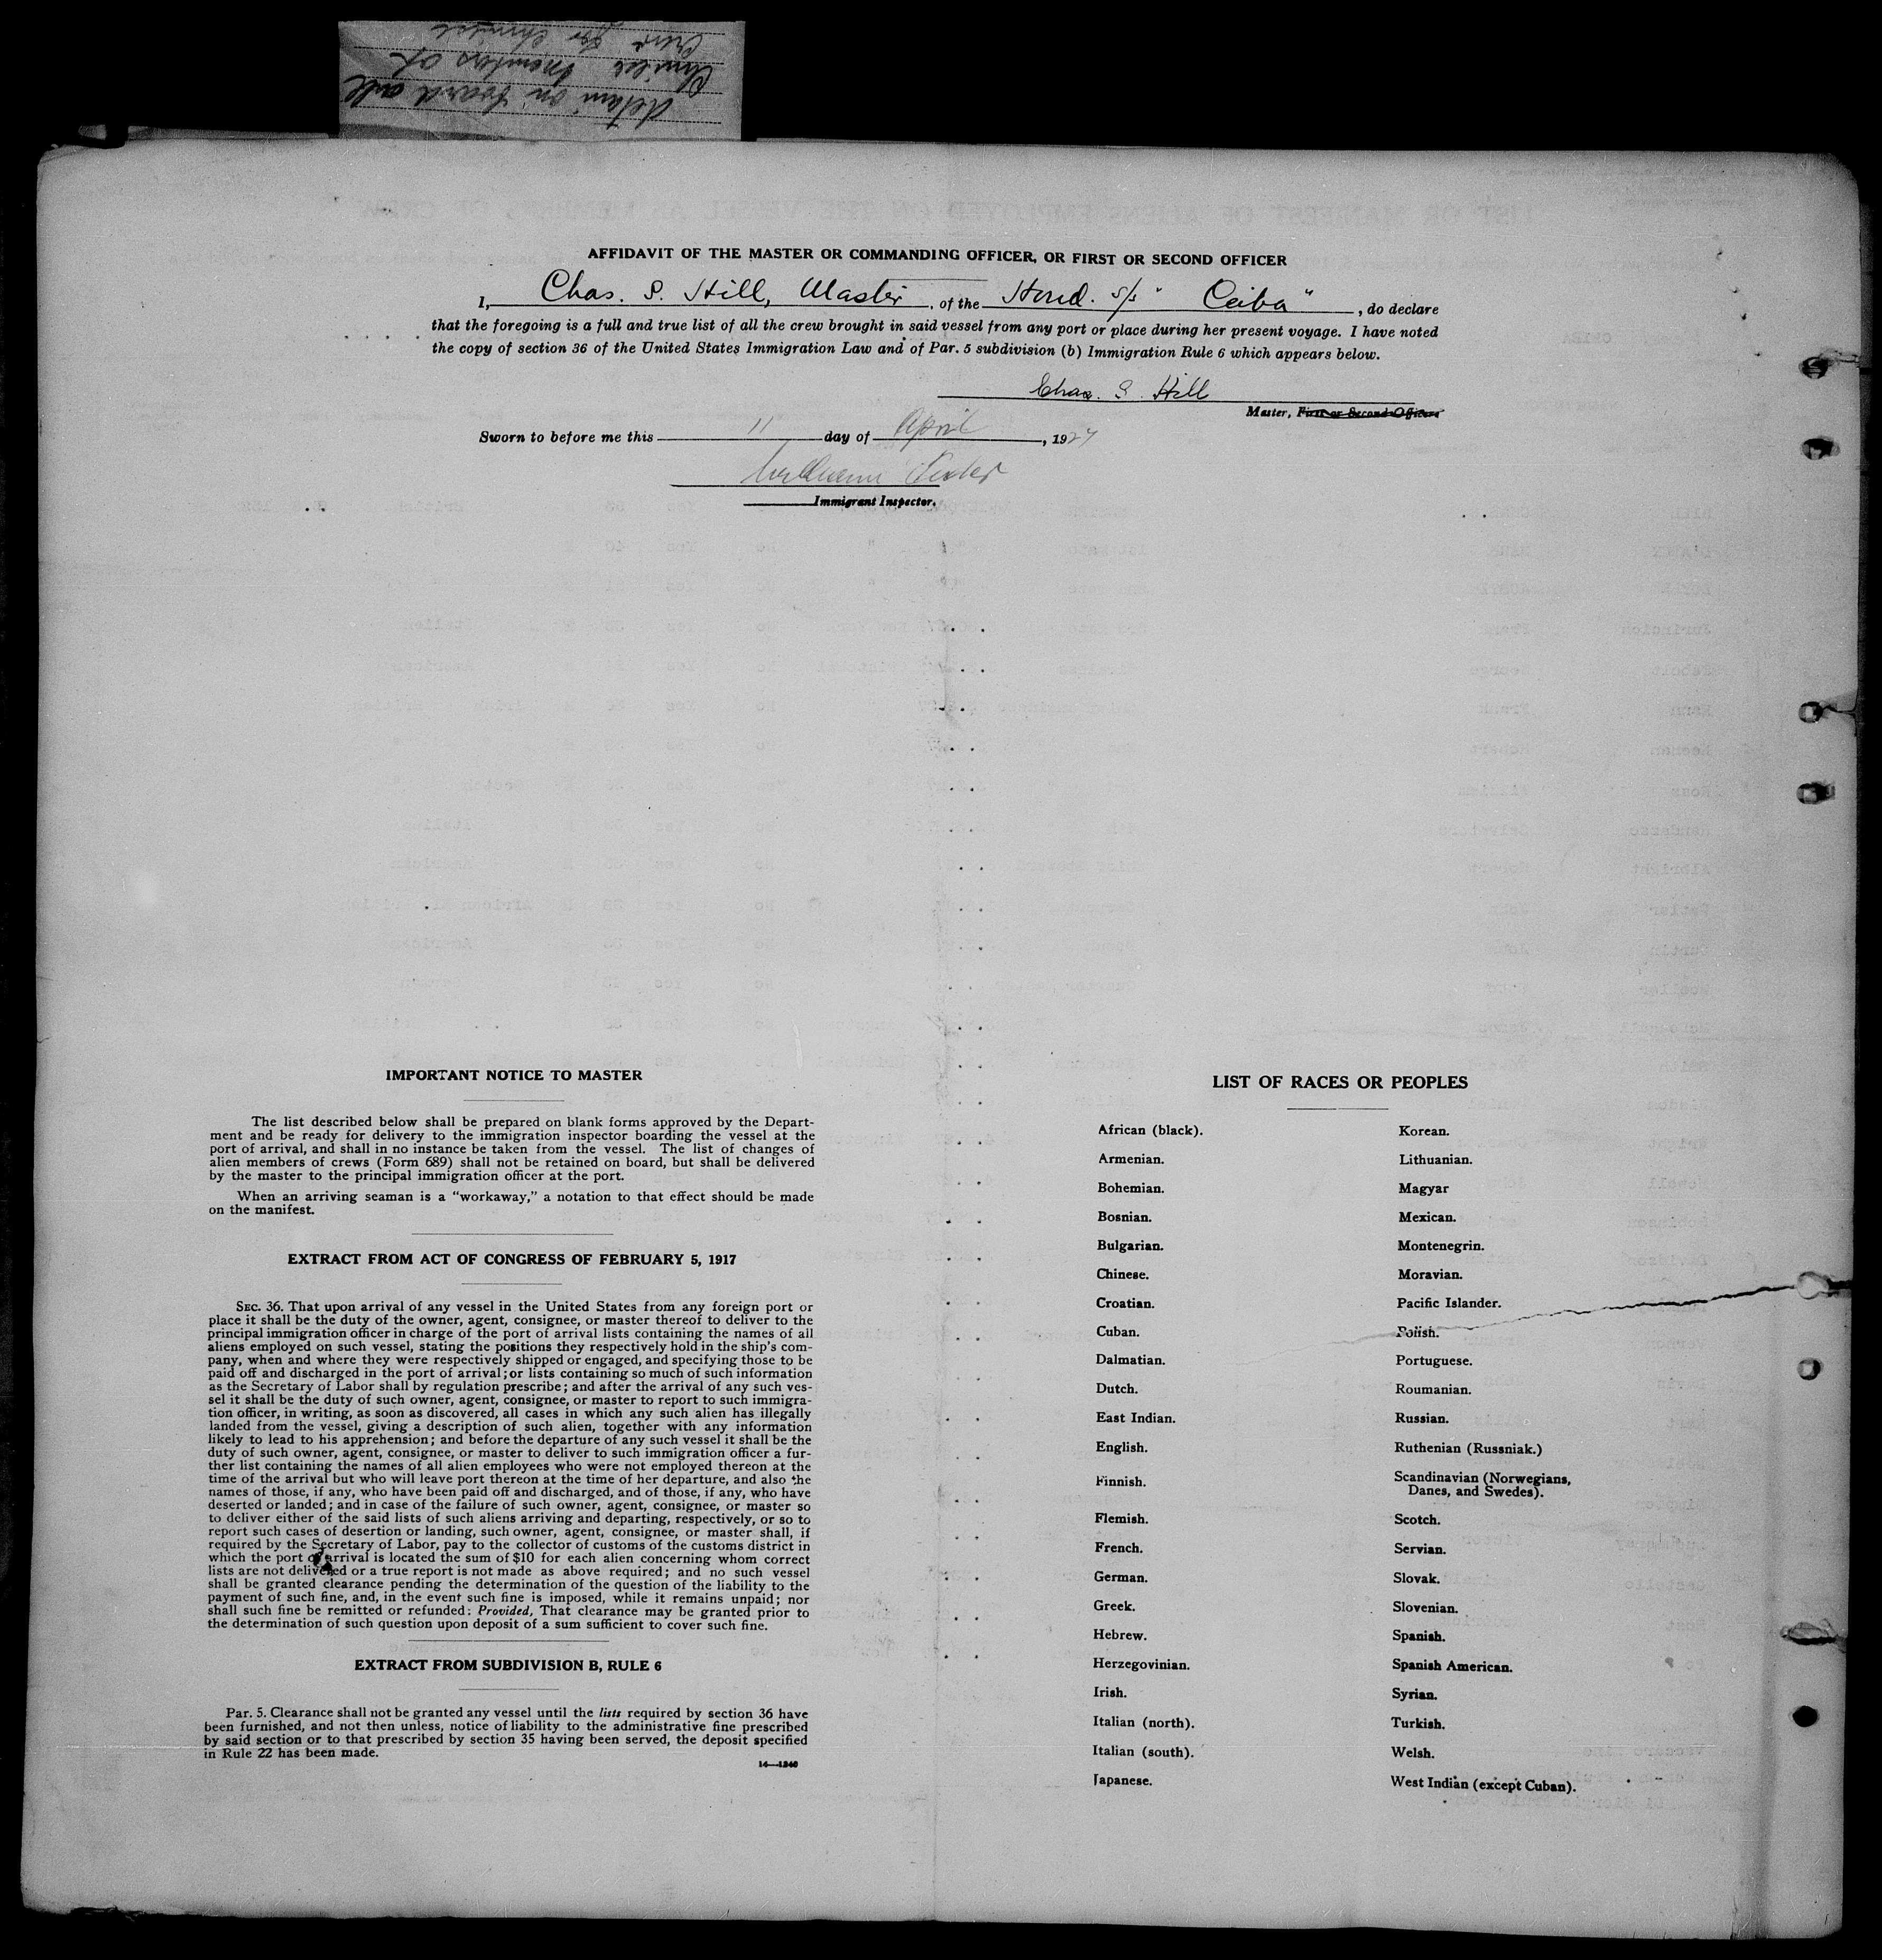 detain on board all
members of
Crew for
AFFIDAVIT OF THE MASTER OR COMMANDING OFFICER, OR FIRST OR SECOND OFFICER
I, Chas. S. Hill, Master, of the Hond. s/s "Ceiba", do declare
that the foregoing is a full and true list of all the crew brought in said vessel from any port or place during her present voyage. I have noted
the copy of section 36 of the United States Immigration Law and of Par. 5 subdivision (b) Immigration Rule 6 which appears below.
Chas. S. Hill
Master, First or Second Officers
Sworn to before me this 11 day of April, 1927
William
Immigrant Inspector.
IMPORTANT NOTICE TO MASTER
The list described below shall be prepared on blank forms approved by the Depart-
ment and be ready for delivery to the immigration inspector boarding the vessel at the
port of arrival, and shall in no instance be taken from the vessel. The list of changes of
alien members of crews (Form 689) shall not be retained on board, but shall be delivered
by the master to the principal immigration officer at the port.
When an arriving seaman is a “workaway,” a notation to that effect should be made
on the manifest.
EXTRACT FROM ACT OF CONGRESS OF FEBRUARY 5, 1917
SEC. 36. That upon arrival of any vessel in the United States from any foreign port or
place it shall be the duty of the owner, agent, consignee, or master thereof to deliver to the
principal immigration officer in charge of the port of arrival lists containing the names of all
aliens employed on such vessel, stating the positions they respectively hold in the ship's com-
pany, when and where they were respectively shipped or engaged, and specifying those to be
paid off and discharged in the port of arrival; or lists containing so much of such information
as the Secretary of Labor shall by regulation prescribe; and after the arrival of any such ves-
sel it shall be the duty of such owner, agent, consignee, or master to report to such immigra-
tion officer, in writing, as soon as discovered, all cases in which any such alien has illegally
landed from the vessel, giving a description of such alien, together with any information
likely to lead to his apprehension; and before the departure of any such vessel it shall be the
duty of such owner, agent, consignee, or master to deliver to such immigration officer a fur-
ther list containing the names of all alien employees who were not employed thereon at the
time of the arrival but who will leave port thereon at the time of her departure, and also the
names of those, if any, who have been paid off and discharged, and of those, if any, who have
deserted or landed; and in case of the failure of such owner, agent, consignee, or master so
to deliver either of the said lists of such aliens arriving and departing, respectively, or so to
report such cases of desertion or landing, such owner, agent, consignee, or master shall, if
required by the Secretary of Labor, pay to the collector of customs of the customs district in
which the port of arrival is located the sum of $10 for each alien concerning whom correct
lists are not delivered or a true report is not made as above required; and no such vessel
shall be granted clearance pending the determination of the question of the liability to the
payment of such fine, and, in the event such fine is imposed, while it remains unpaid; nor
shall such fine be remitted or refunded: Provided, That clearance may be granted prior to
the determination of such question upon deposit of a sum sufficient to cover such fine.
EXTRACT FROM SUBDIVISION B, RULE 6
Par. 5. Clearance shall not be granted any vessel until the lists required by section 36 have
been furnished, and not then unless, notice of liability to the administrative fine prescribed
by said section or to that prescribed by section 35 having been served, the deposit specified
in Rule 22 has been made.
14—1240
LIST OF RACES OR PEOPLES
African (black).
Armenian.
Bohemian.
Bosnian.
Bulgarian.
Chinese.
Croatian.
Cuban.
Dalmatian.
Dutch.
East Indian.
English.
Finnish.
Flemish.
French.
German.
Greek.
Hebrew.
Herzegovinian.
Irish.
Italian (north).
Italian (south).
Japanese.
Korean.
Lithuanian.
Magyar
Mexican.
Montenegrin.
Moravian.
Pacific Islander.
Polish.
Portuguese.
Roumanian.
Russian.
Ruthenian (Russniak.)
Scandinavian (Norwegians,
Danes, and Swedes).
Scotch.
Servian.
Slovak.
Slovenian.
Spanish.
Spanish American.
Syrian.
Turkish.
Welsh.
West Indian (except Cuban).